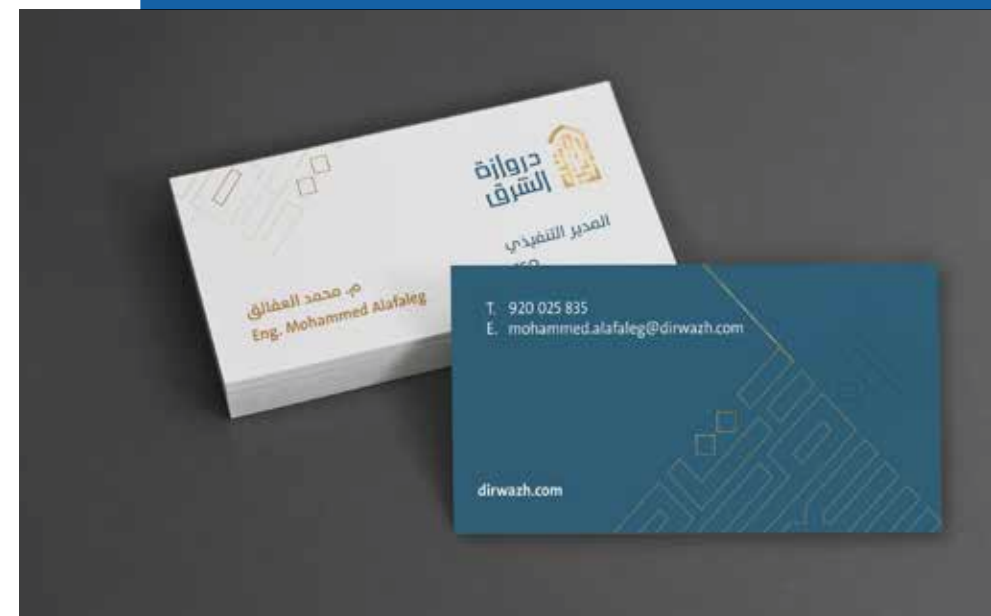 دروازة
الشرق
المدير التنفيذي
م. محمد العفالق
Eng. Mohammed Alafaleg
T. 920 025 835
E. mohammed.alafaleg@dirwazh.com
dirwazh.com